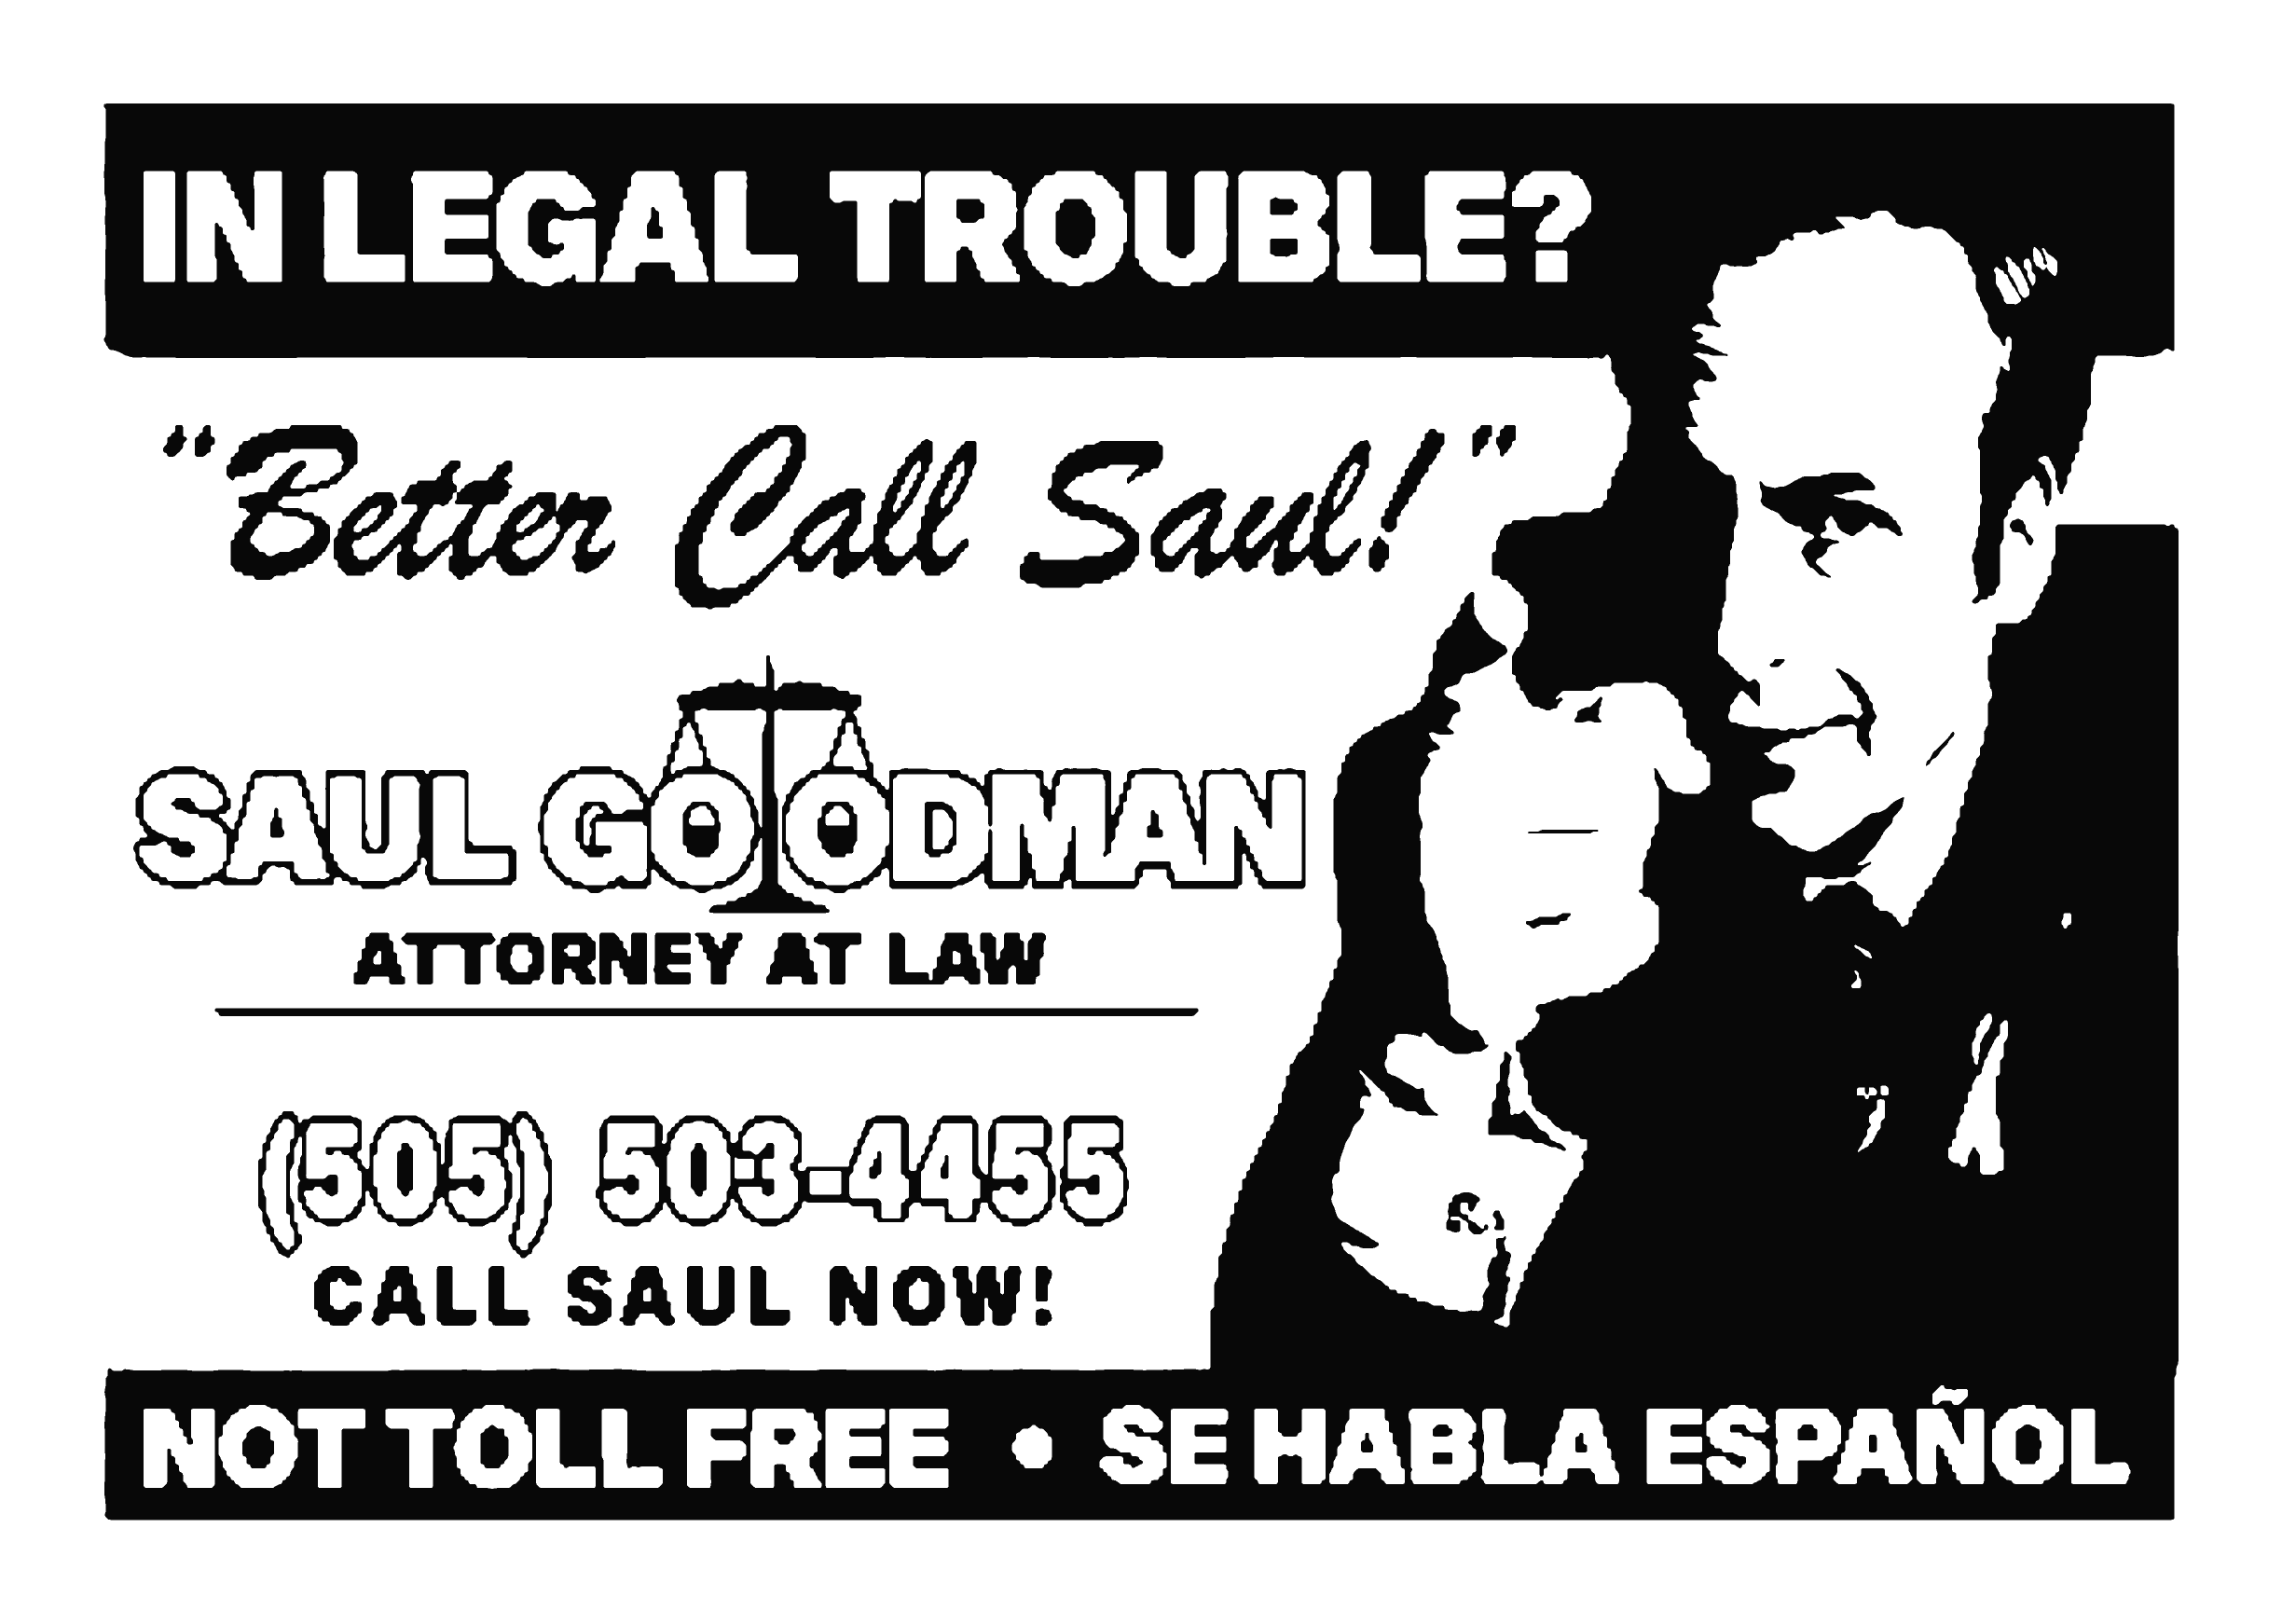 IN LEGAL TROUBLE?
"Better Call Saul!"
SAUL GOODMAN
ATTORNEY AT LAW
(505) 503-4455
CALL SAUL NOW!
NOT TOLL FREE • SE HABLA ESPAÑOL